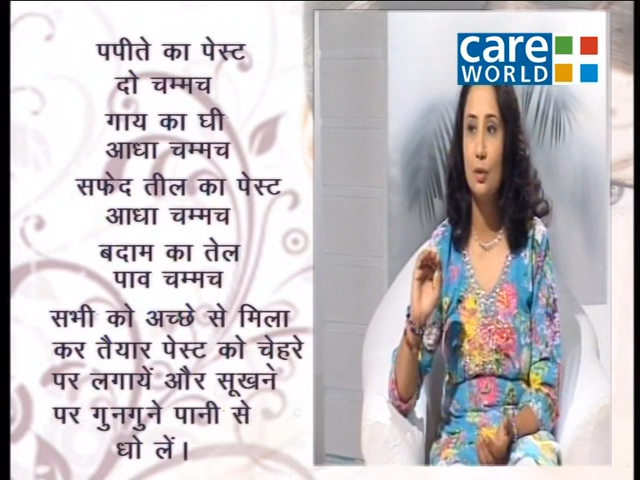 पपीते का पेस्ट
दो चम्मच
गाय का घी
आधा चम्मच
सफेद तील का पेस्ट
आधा चम्मच
बदाम का तेल
पाव चम्मच
सभी को अच्छे से मिला
कर तैयार पेस्ट को चेहरे
पर लगायें और सूखने
पर गुनगुने पानी से
धो लें।
care
WORLD